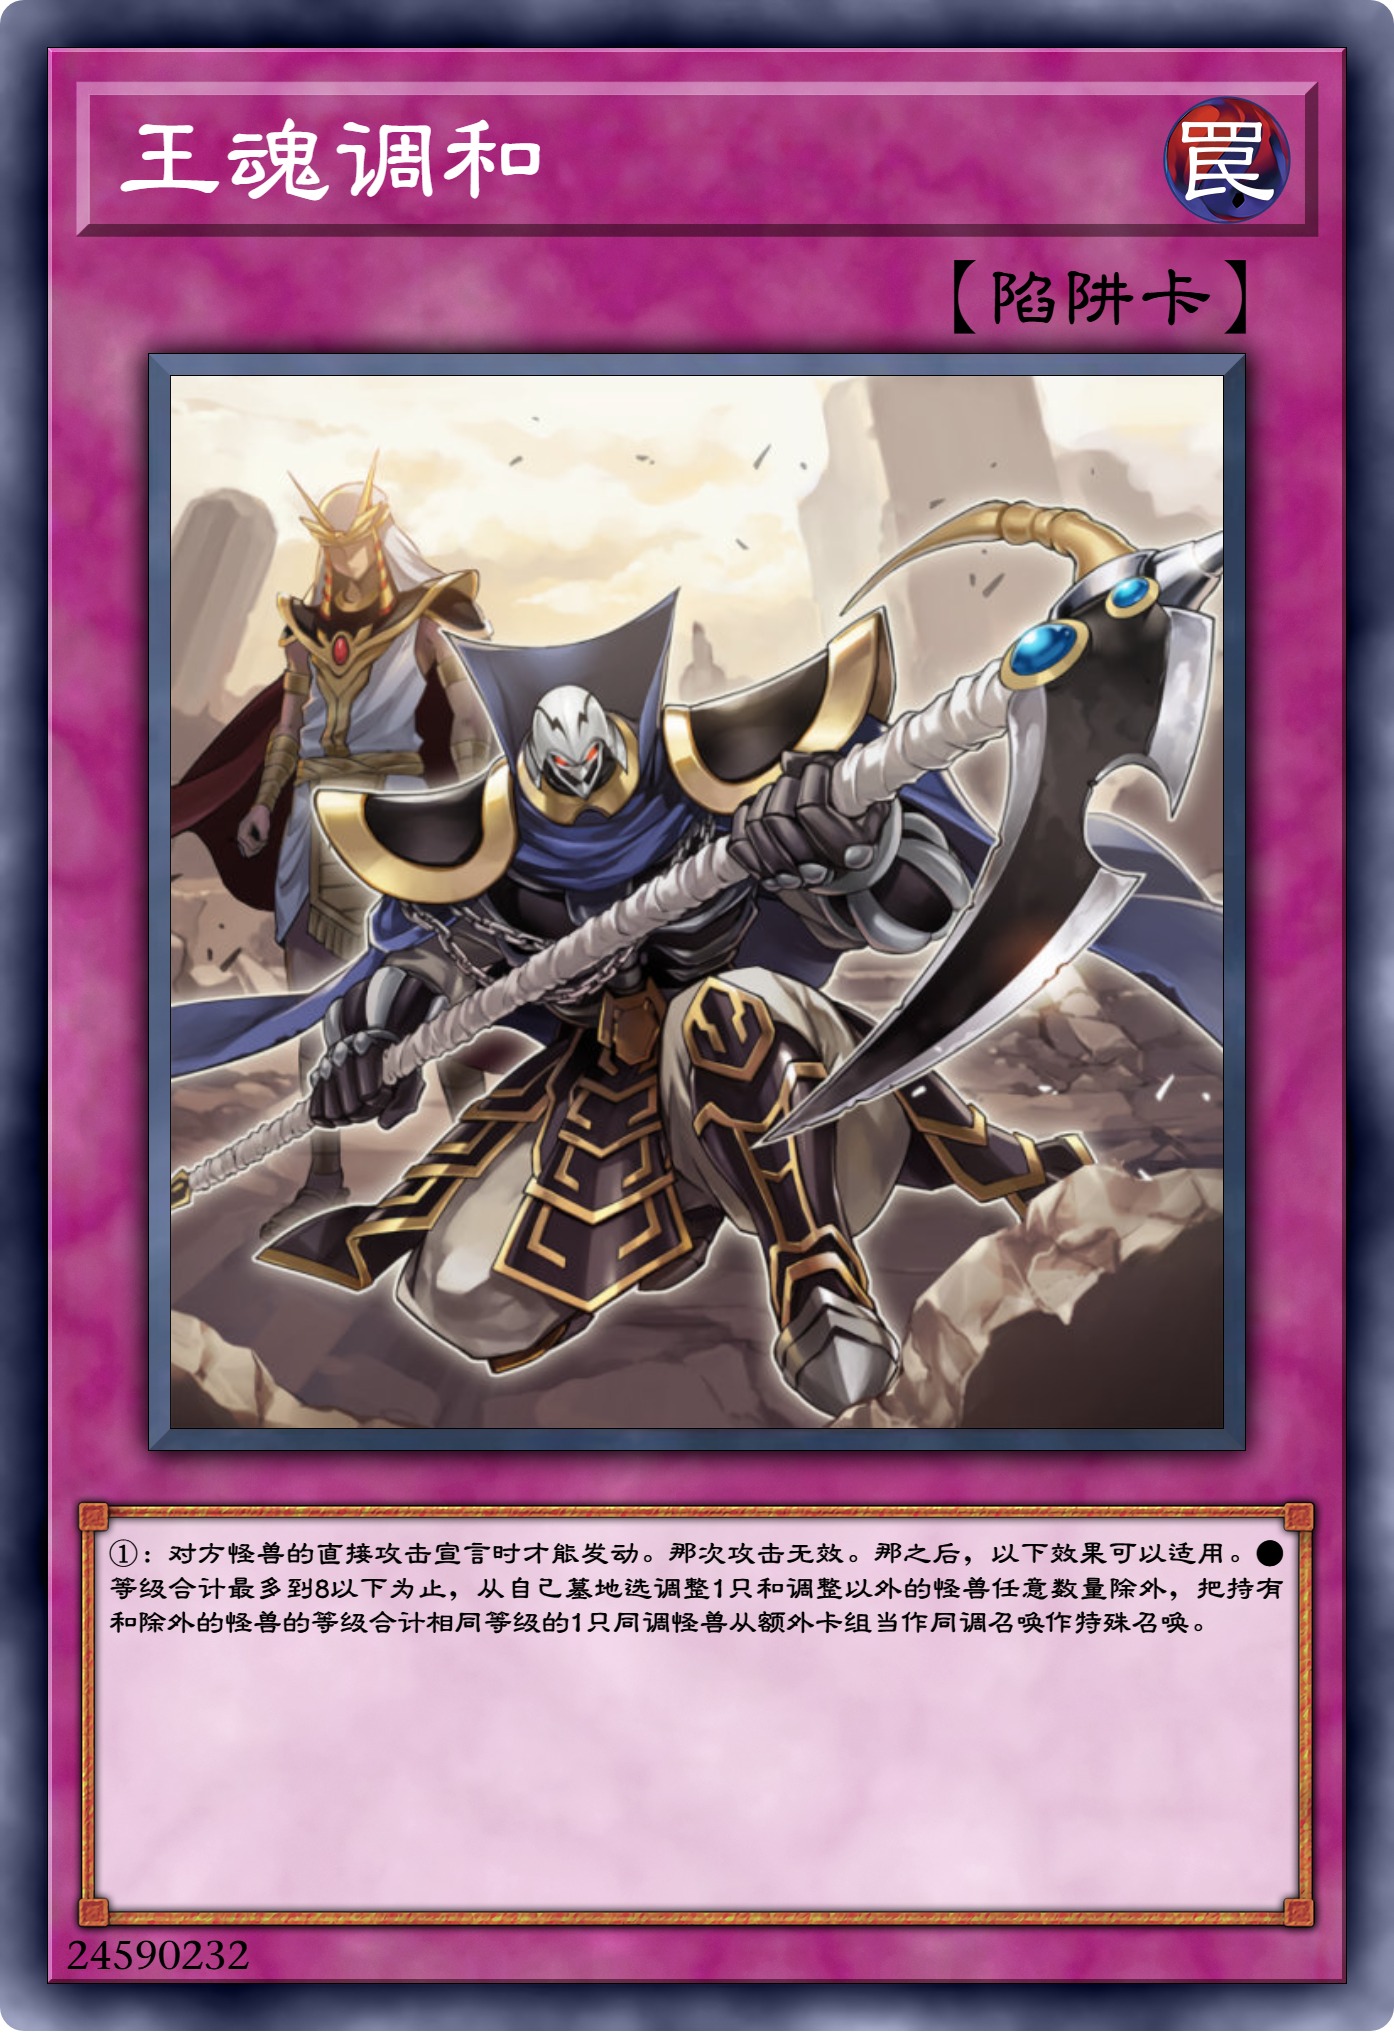 王魂调和
罠
【陷阱卡】
①：对方怪兽的直接攻击宣言时才能发动。那次攻击无效。那之后，以下效果可以适用。●
等级合计最多到8以下为止，从自己墓地选调整1只和调整以外的怪兽任意数量除外，把持有
和除外的怪兽的等级合计相同等级的1只同调怪兽从额外卡组当作同调召唤作特殊召唤。
24590232